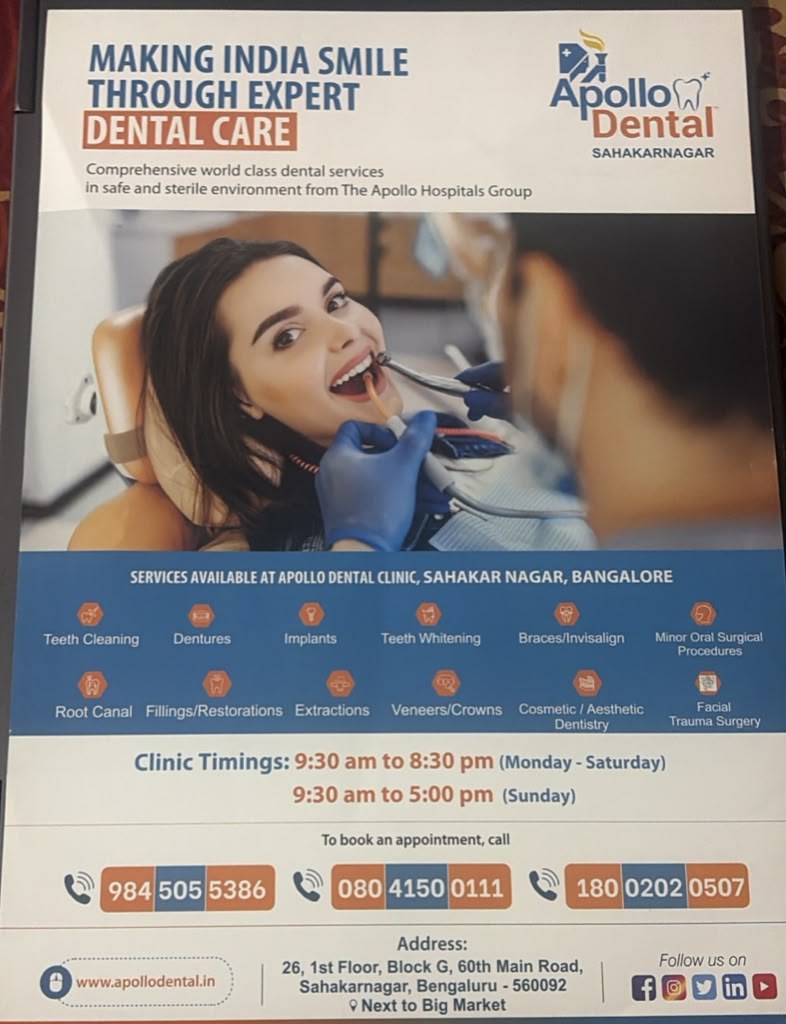 MAKING INDIA SMILE
THROUGH EXPERT
DENTAL CARE
Comprehensive world class dental services
in safe and sterile environment from The Apollo Hospitals Group
Apollo
Dental
SAHAKARNAGAR
SERVICES AVAILABLE AT APOLLO DENTAL CLINIC, SAHAKAR NAGAR, BANGALORE
Teeth Cleaning
Dentures
Implants
Teeth Whitening
Braces/Invisalign
Minor Oral Surgical
Procedures
Root Canal
Fillings/Restorations
Extractions
Veneers/Crowns
Cosmetic / Aesthetic
Dentistry
Facial
Trauma Surgery
Clinic Timings: 9:30 am to 8:30 pm (Monday - Saturday)
9:30 am to 5:00 pm (Sunday)
To book an appointment, call
984 505 5386
080 4150 0111
180 0202 0507
www.apollodental.in
Address:
26, 1st Floor, Block G, 60th Main Road,
Sahakarnagar, Bengaluru - 560092
Next to Big Market
Follow us on